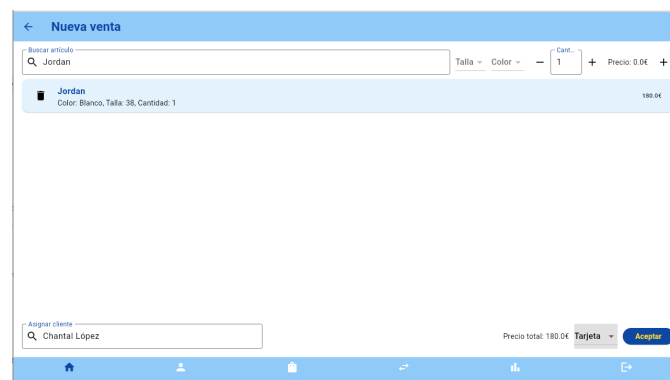 Nueva venta
Buscar artículo
Jordan
Talla
Color
Cant...
1
Precio: 0.0€
Jordan
Color: Blanco, Talla: 38, Cantidad: 1
180.0€
Asignar cliente
Chantal López
Precio total: 180.0€
Tarjeta
Aceptar